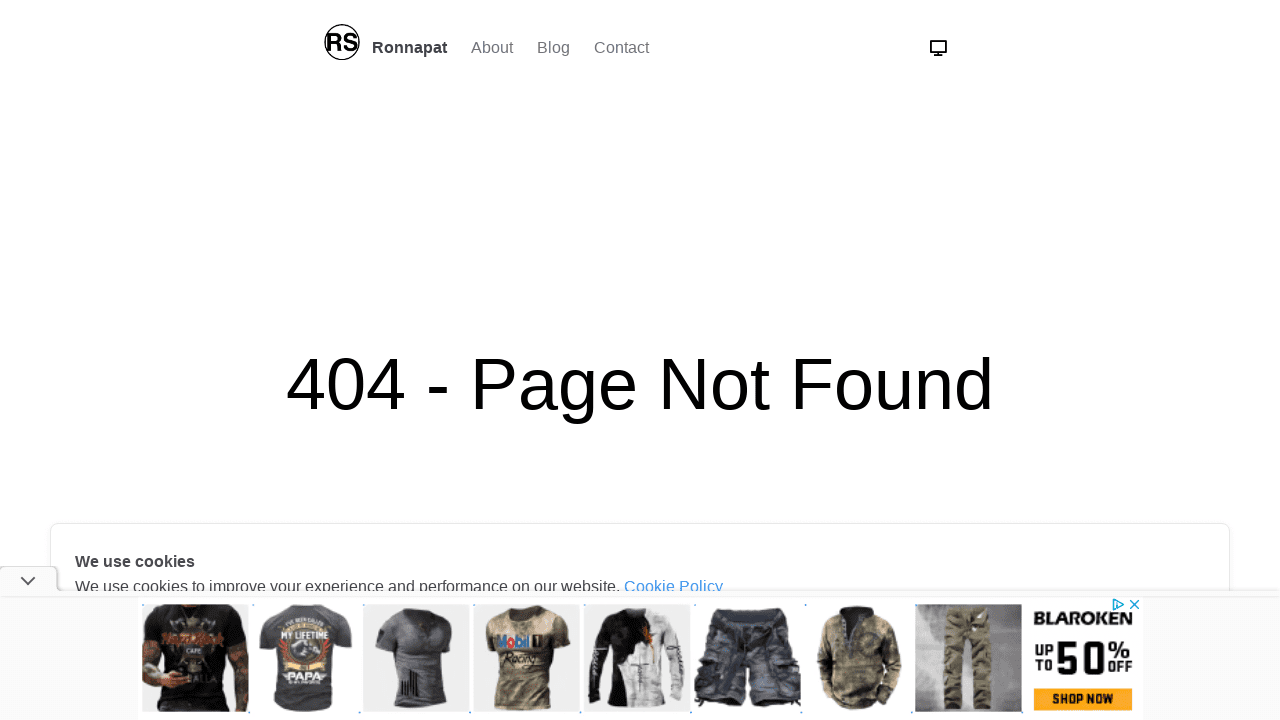 RS
Ronnapat About Blog Contact
404 - Page Not Found
We use cookies
We use cookies to improve your experience and performance on our website. Cookie Policy
CAFE
MY LIFETIME
PAPA
Mobil 1
Racing
BLAROKEN
UP TO 50% OFF
SHOP NOW